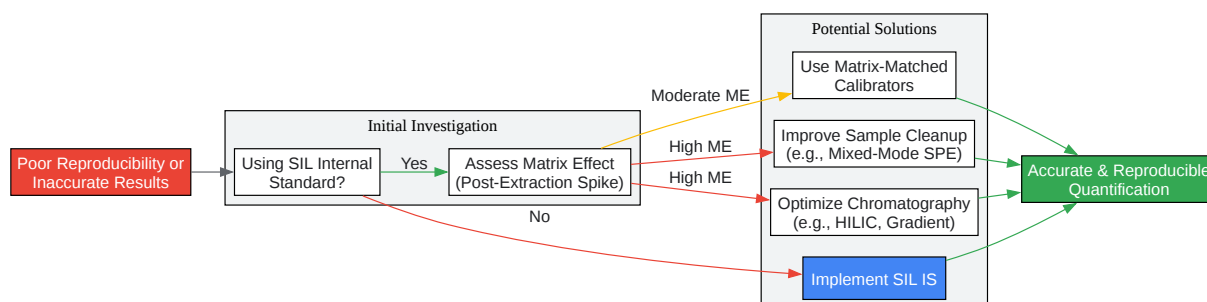 Potential Solutions
Use Matrix-Matched
Calibrators
Moderate ME
Initial Investigation
Poor Reproducibility or
Inaccurate Results
Using SIL Internal
Standard?
Yes
Assess Matrix Effect
(Post-Extraction Spike)
High ME
High ME
Improve Sample Cleanup
(e.g., Mixed-Mode SPE)
Accurate & Reproducible
Quantification
Optimize Chromatography
(e.g., HILIC, Gradient)
No
Implement SIL IS